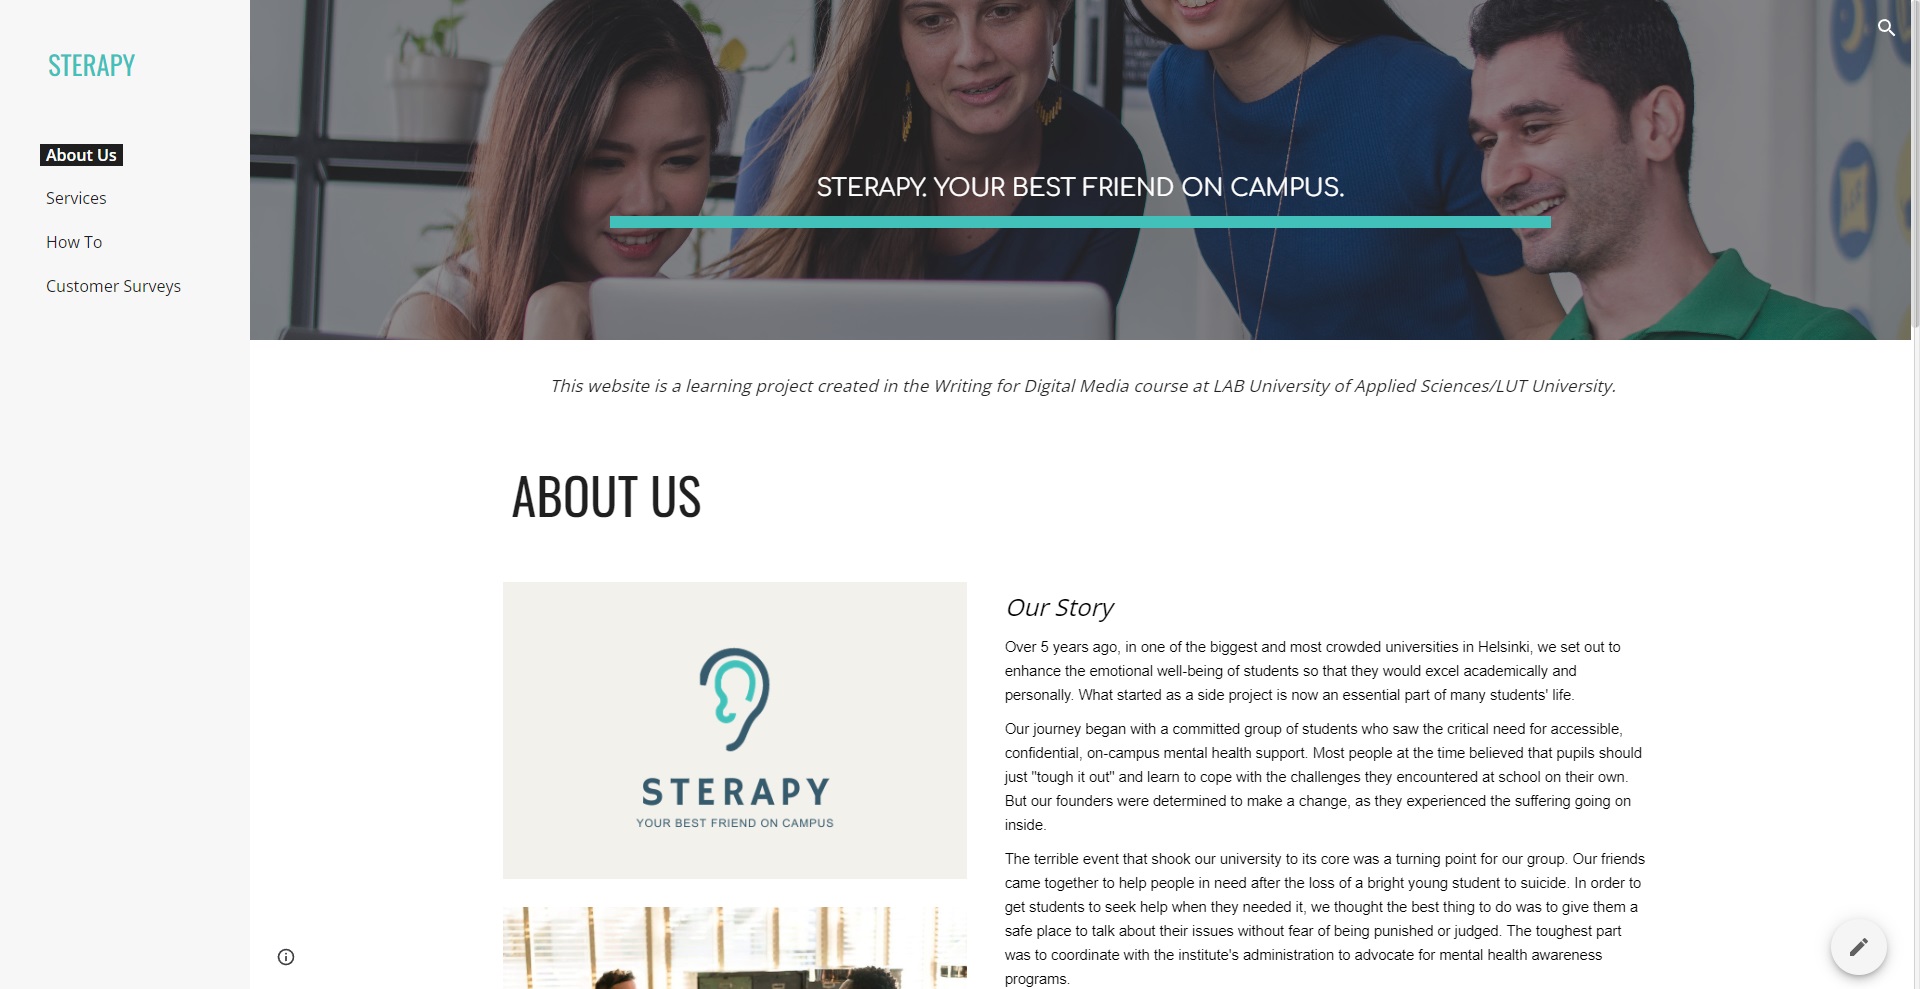 STERAPY
About Us
Services
How To
Customer Surveys
STERAPY. YOUR BEST FRIEND ON CAMPUS.
This website is a learning project created in the Writing for Digital Media course at LAB University of Applied Sciences/LUT University.
ABOUT US
STERAPY
YOUR BEST FRIEND ON CAMPUS
Our Story
Over 5 years ago, in one of the biggest and most crowded universities in Helsinki, we set out to
enhance the emotional well-being of students so that they would excel academically and
personally. What started as a side project is now an essential part of many students' life.
Our journey began with a committed group of students who saw the critical need for accessible,
confidential, on-campus mental health support. Most people at the time believed that pupils should
just "tough it out" and learn to cope with the challenges they encountered at school on their own.
But our founders were determined to make a change, as they experienced the suffering going on
inside.
The terrible event that shook our university to its core was a turning point for our group. Our friends
came together to help people in need after the loss of a bright young student to suicide. In order to
get students to seek help when they needed it, we thought the best thing to do was to give them a
safe place to talk about their issues without fear of being punished or judged. The toughest part
was to coordinate with the institute's administration to advocate for mental health awareness
programs.